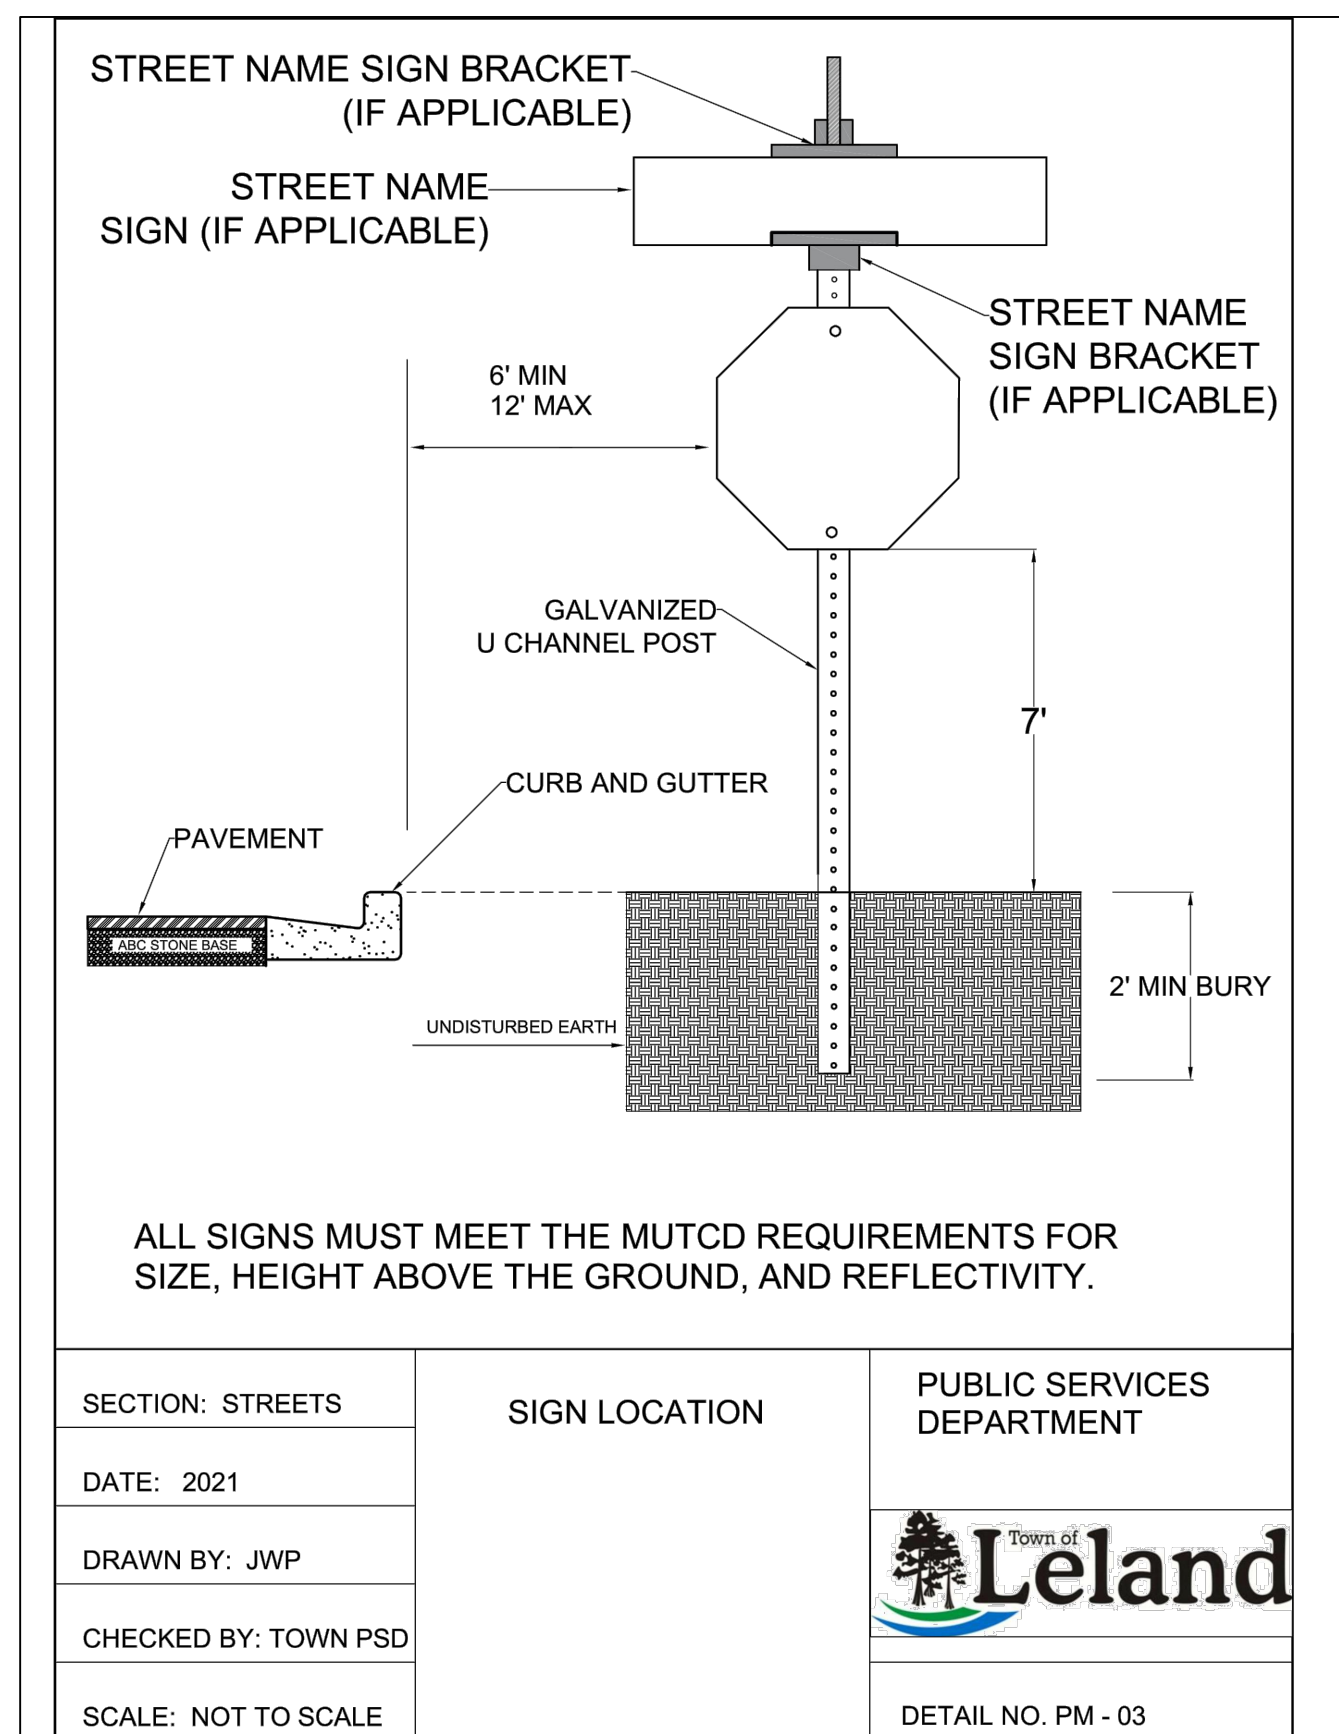 STREET NAME SIGN BRACKET
(IF APPLICABLE)
STREET NAME
SIGN (IF APPLICABLE)
STREET NAME
SIGN BRACKET
(IF APPLICABLE)
6' MIN
12' MAX
GALVANIZED
U CHANNEL POST
7'
CURB AND GUTTER
PAVEMENT
ABC STONE BASE
2' MIN BURY
UNDISTURBED EARTH
ALL SIGNS MUST MEET THE MUTCD REQUIREMENTS FOR
SIZE, HEIGHT ABOVE THE GROUND, AND REFLECTIVITY.
SECTION: STREETS
DATE: 2021
DRAWN BY: JWP
CHECKED BY: TOWN PSD
SCALE: NOT TO SCALE
SIGN LOCATION
PUBLIC SERVICES
DEPARTMENT
Town of
Leland
DETAIL NO. PM - 03